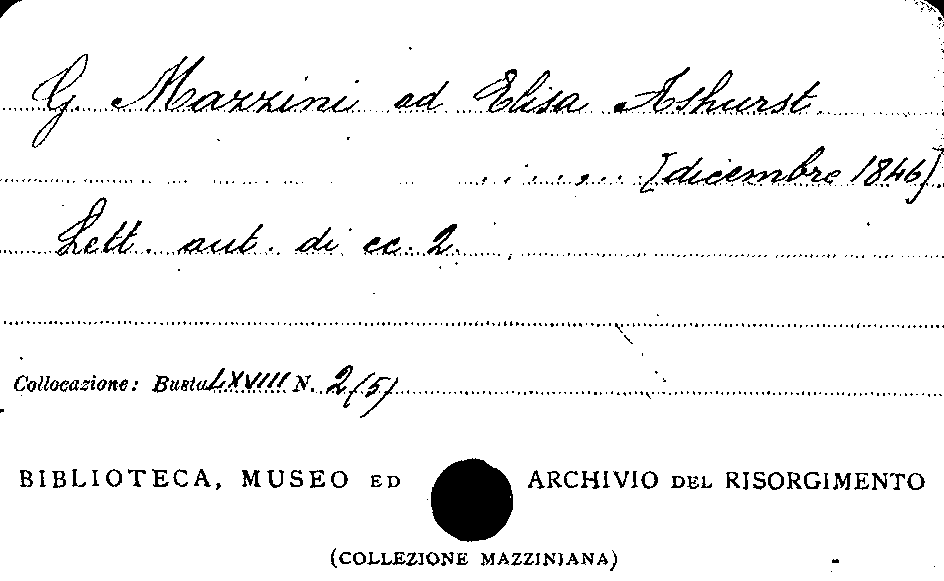 G. Mazzini ad Elisa Ashurst.
[dicembre 1846]
Lett. aut. di cc. 2.
Collocazione: Busta LXVIIII N. 2(5)
BIBLIOTECA, MUSEO ED ARCHIVIO DEL RISORGIMENTO
(COLLEZIONE MAZZINIANA)